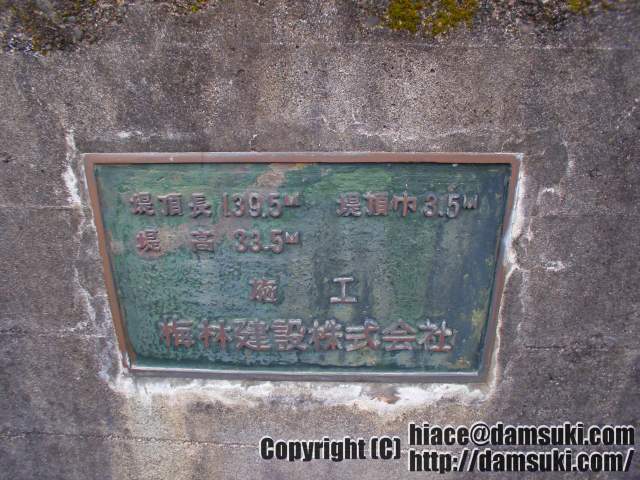 堤頂長 139.5M 堤頂巾 3.5M
堤 高 33.5M
施 工
梅林建設株式会社
Copyright (C) hiace@damsuki.com
http://damsuki.com/